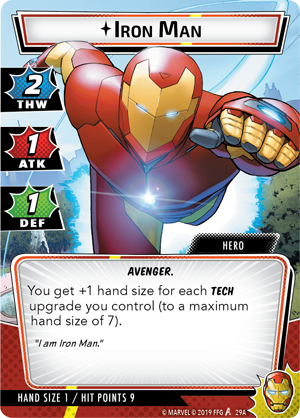 Iron Man
2
THW
1
ATK
1
DEF
HERO
AVENGER.
You get +1 hand size for each TECH
upgrade you control (to a maximum
hand size of 7).
"I am Iron Man."
HAND SIZE 1 / HIT POINTS 9
© MARVEL © 2019 FFG 29A